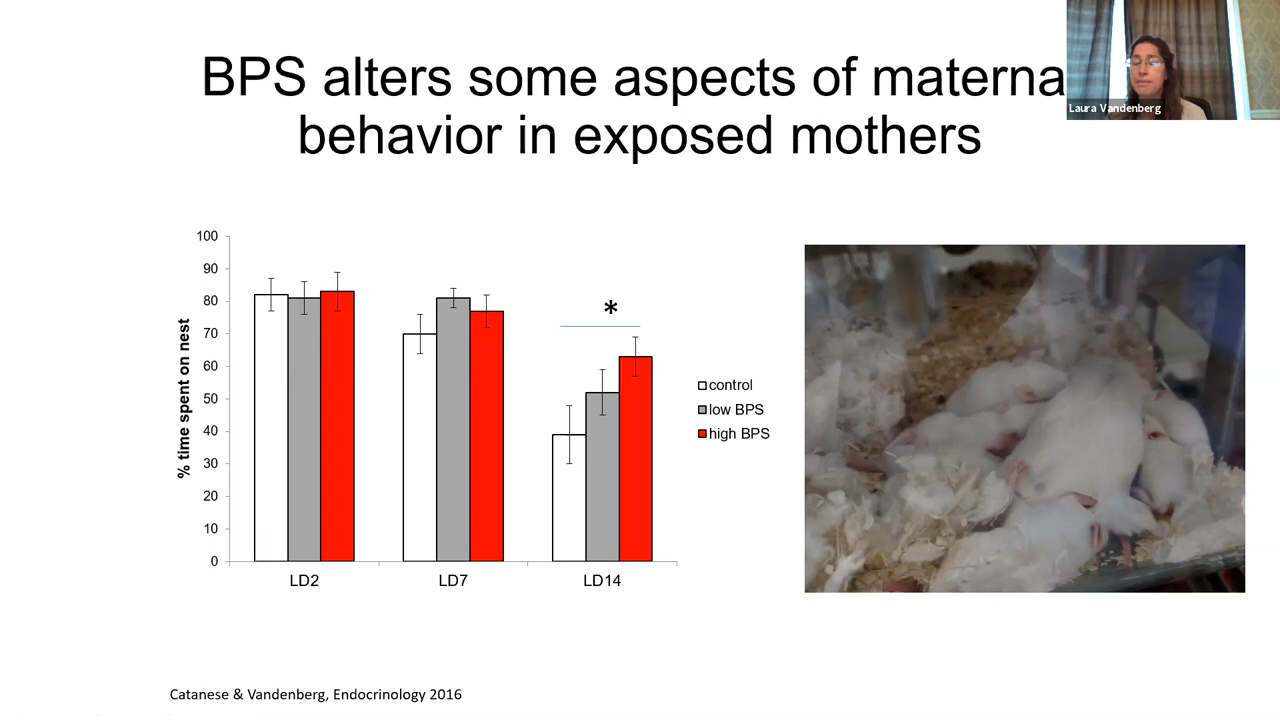 BPS alters some aspects of materna
behavior in exposed mothers
Laura Vandenberg
% time spent on nest
100
90
80
70
60
50
40
30
20
10
0
*
LD2
LD7
LD14
control
low BPS
high BPS
Catanese & Vandenberg, Endocrinology 2016